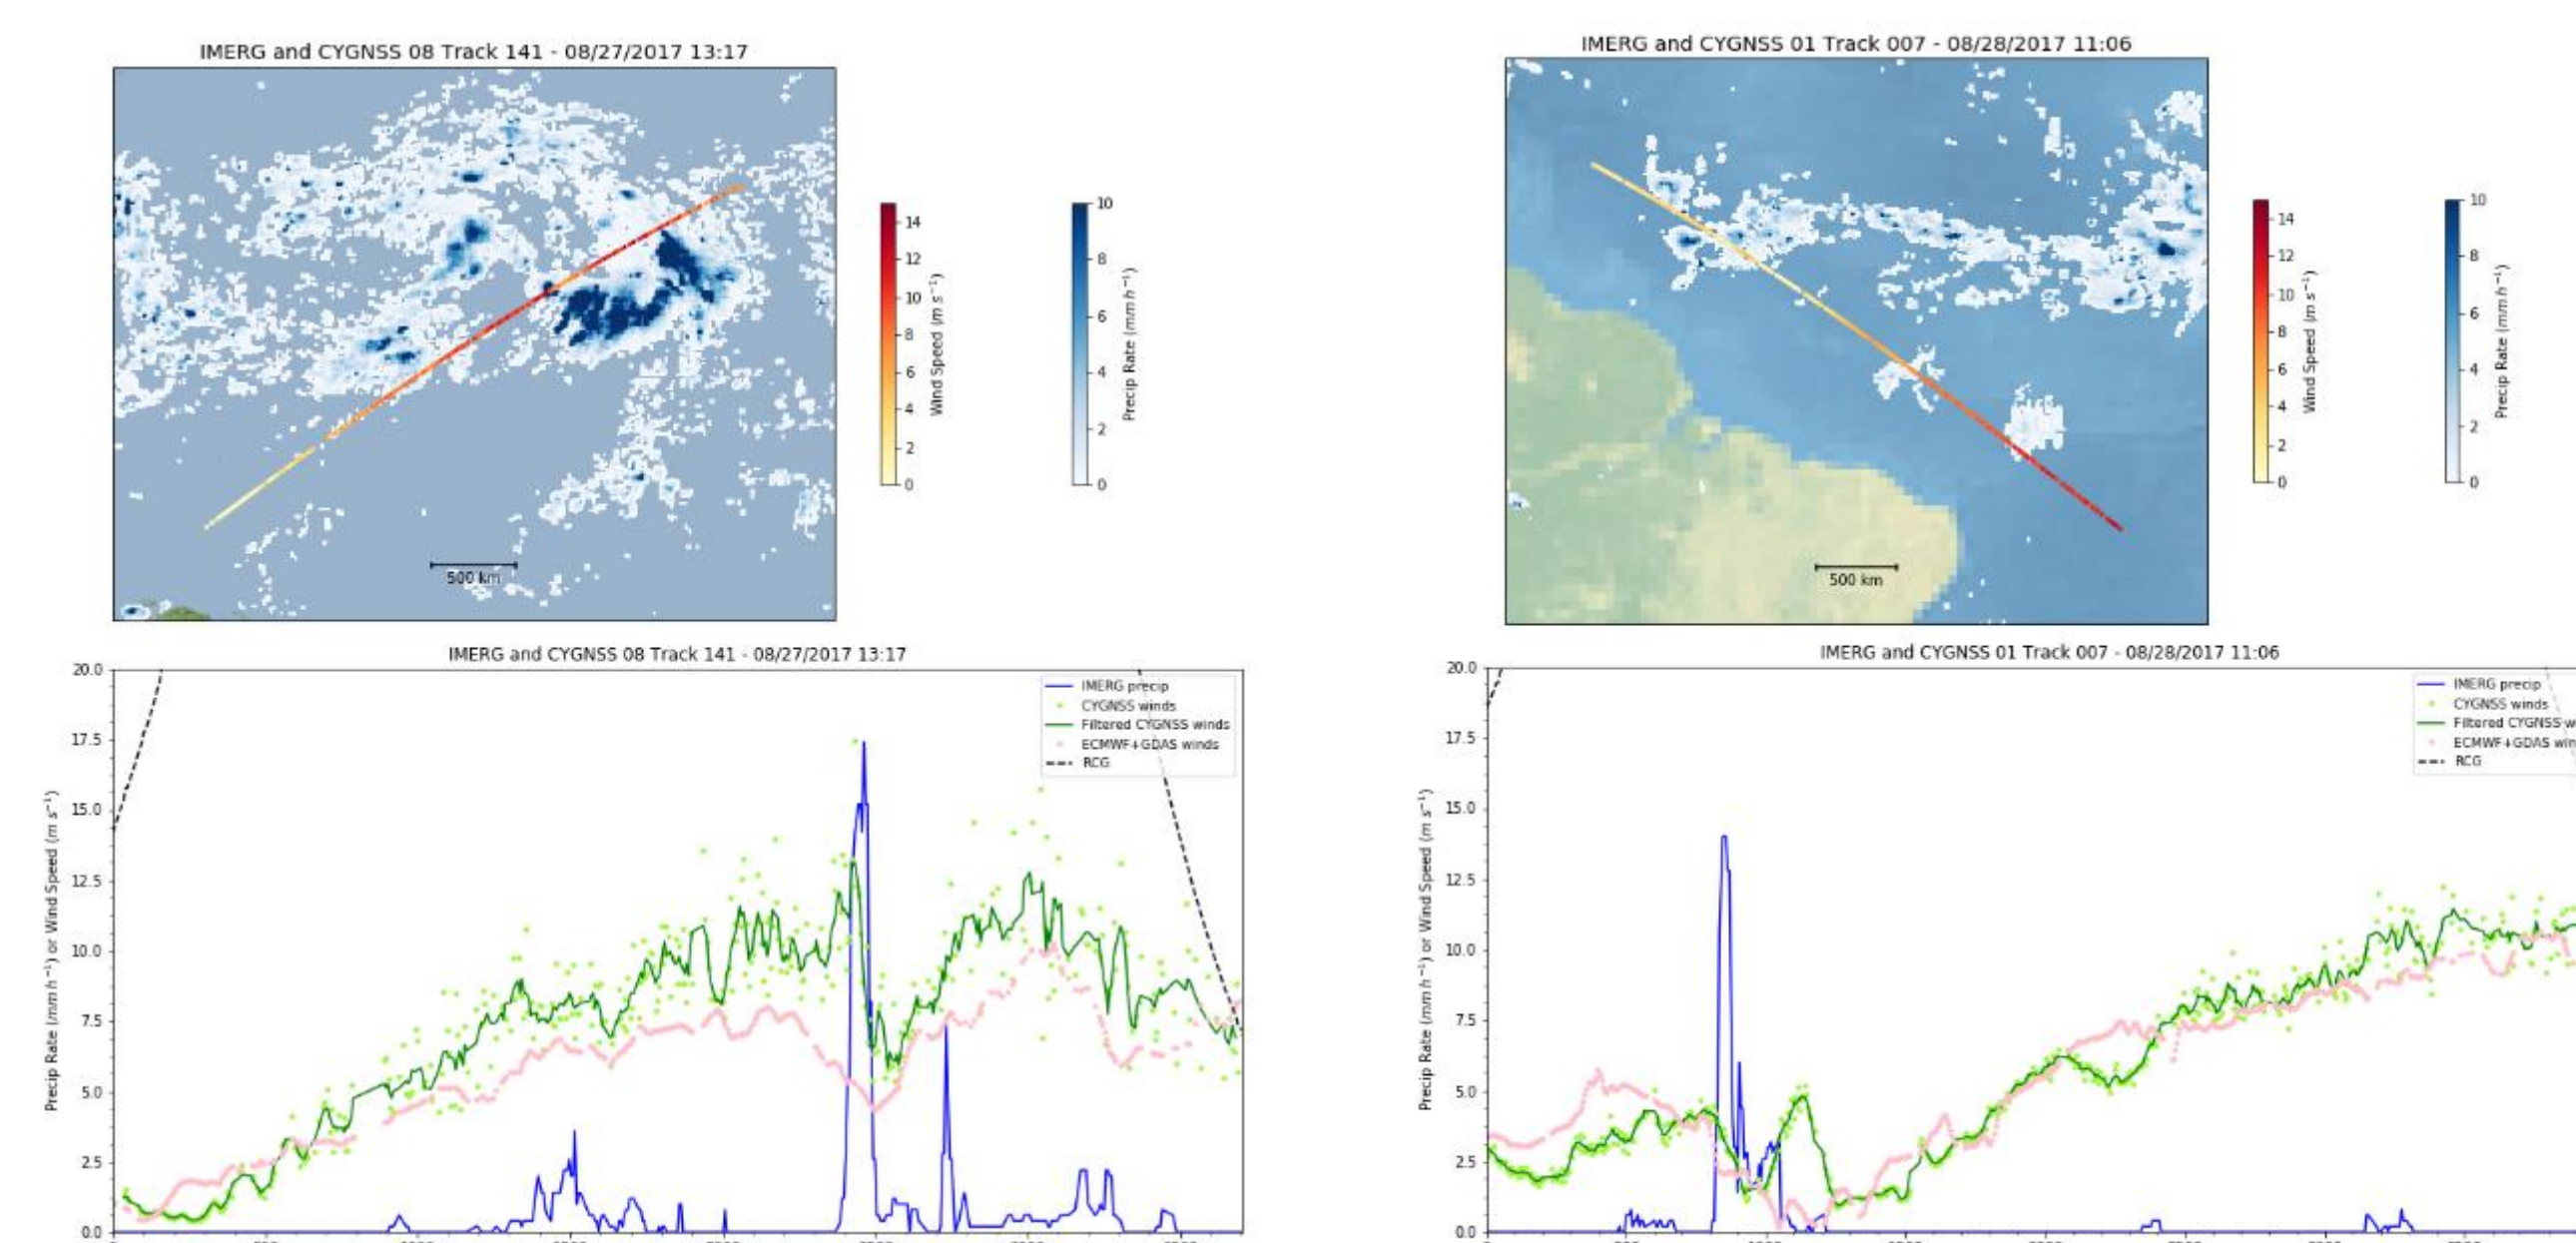 IMERG and CYGNSS 08 Track 141 - 08/27/2017 13:17
500 km
14
12
10
8
6
4
2
0
Wind Speed (m s⁻¹)
10
8
6
4
2
0
Precip Rate (mm h⁻¹)
IMERG and CYGNSS 01 Track 007 - 08/28/2017 11:06
500 km
14
12
10
8
6
4
2
0
Wind Speed (m s⁻¹)
10
8
6
4
2
0
Precip Rate (mm h⁻¹)
IMERG and CYGNSS 08 Track 141 - 08/27/2017 13:17
20.0
17.5
15.0
12.5
10.0
7.5
5.0
2.5
0.0
Precip Rate (mm h⁻¹) or Wind Speed (m s⁻¹)
IMERG precip
CYGNSS winds
Filtered CYGNSS winds
ECMWF+GDAS winds
RCG
IMERG and CYGNSS 01 Track 007 - 08/28/2017 11:06
20.0
17.5
15.0
12.5
10.0
7.5
5.0
2.5
0.0
Precip Rate (mm h⁻¹) or Wind Speed (m s⁻¹)
IMERG precip
CYGNSS winds
Filtered CYGNSS w
ECMWF+GDAS win
RCG